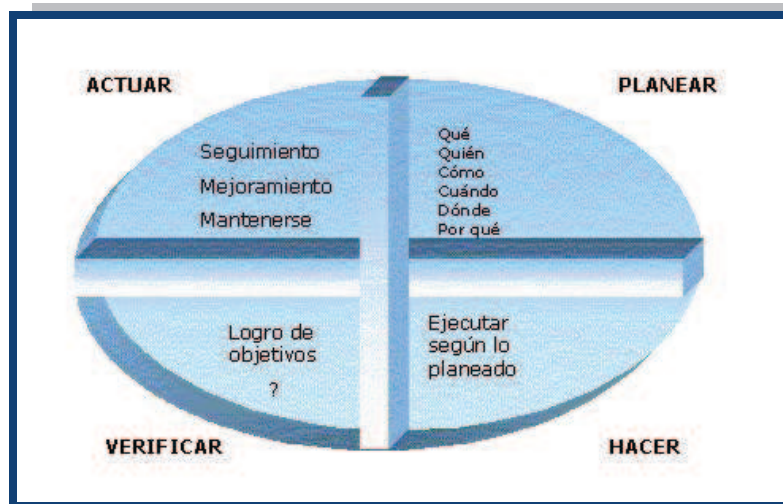 ACTUAR
PLANEAR
Seguimiento
Mejoramiento
Mantenerse
Qué
Quién
Cómo
Cuándo
Dónde
Por qué
Logro de
objetivos
?
Ejecutar
según lo
planeado
VERIFICAR
HACER